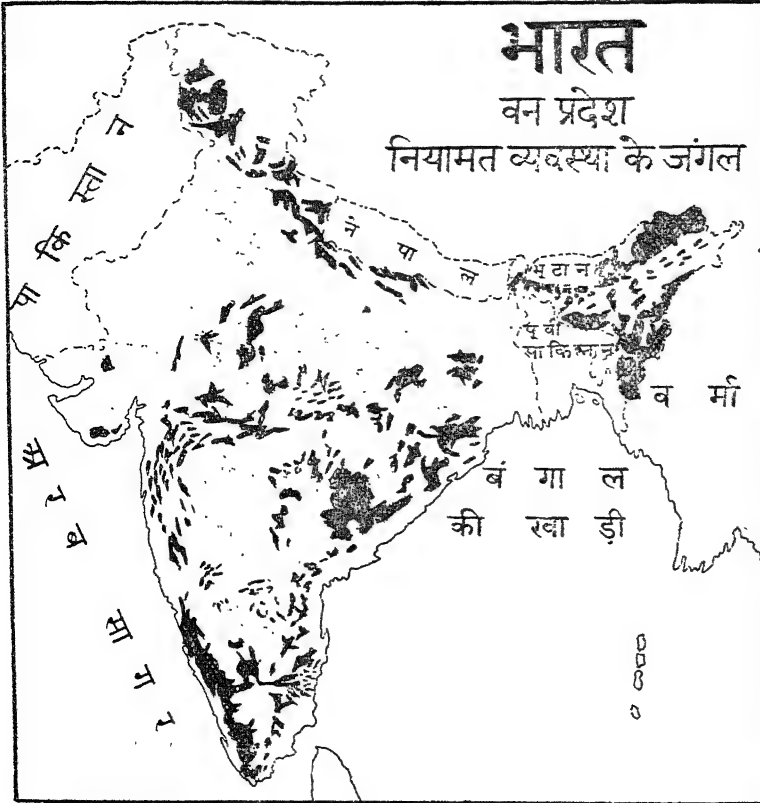 भारत
वन प्रदेश
नियामत व्यवस्था के जंगल
पाकिस्तान
नेपाल
भूटान
पूर्वी
पाकिस्तान
बर्मा
बंगाल
की खाड़ी
अरब सागर